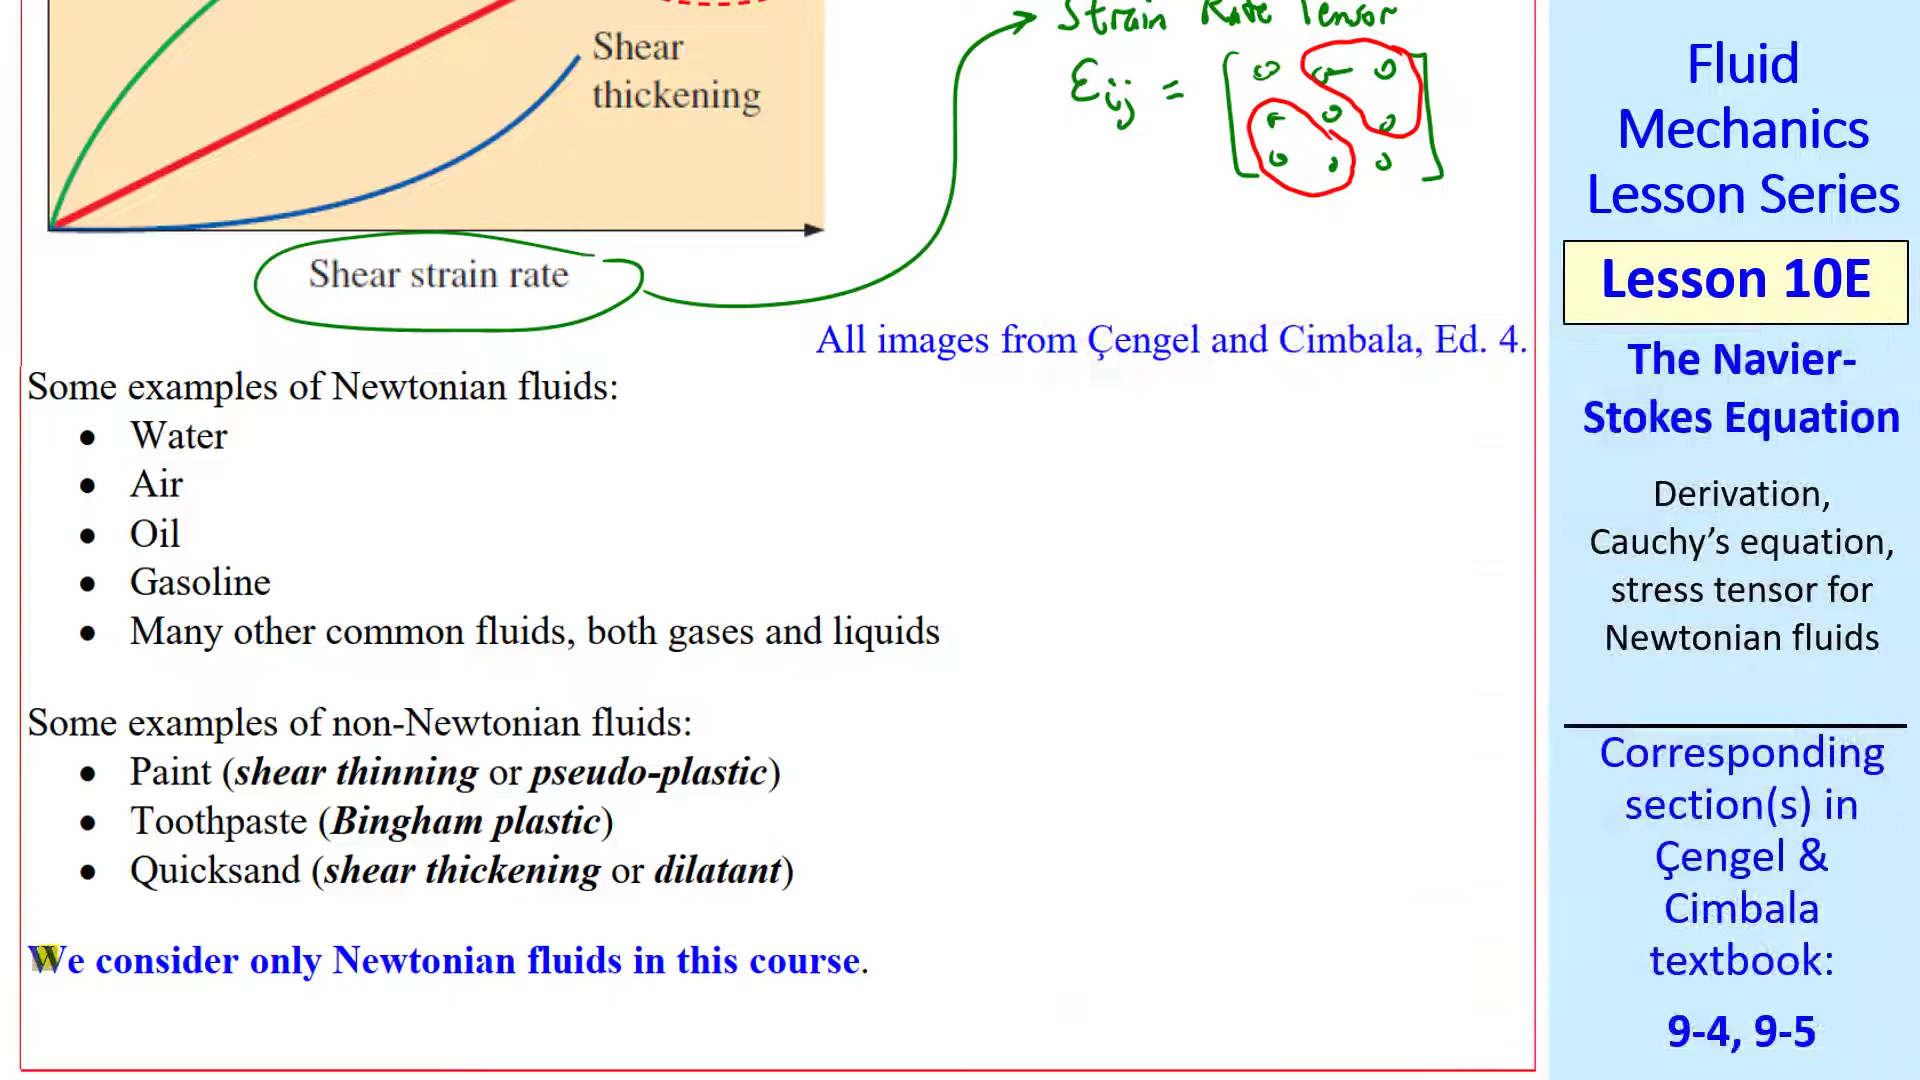 Strain Rate Tensor
Shear
thickening
εij =
Shear strain rate
All images from Çengel and Cimbala, Ed. 4.
Some examples of Newtonian fluids:
• Water
• Air
• Oil
• Gasoline
• Many other common fluids, both gases and liquids
Some examples of non-Newtonian fluids:
• Paint (shear thinning or pseudo-plastic)
• Toothpaste (Bingham plastic)
• Quicksand (shear thickening or dilatant)
We consider only Newtonian fluids in this course.
Fluid
Mechanics
Lesson Series
Lesson 10E
The Navier-
Stokes Equation
Derivation,
Cauchy’s equation,
stress tensor for
Newtonian fluids
Corresponding
section(s) in
Çengel &
Cimbala
textbook:
9-4, 9-5